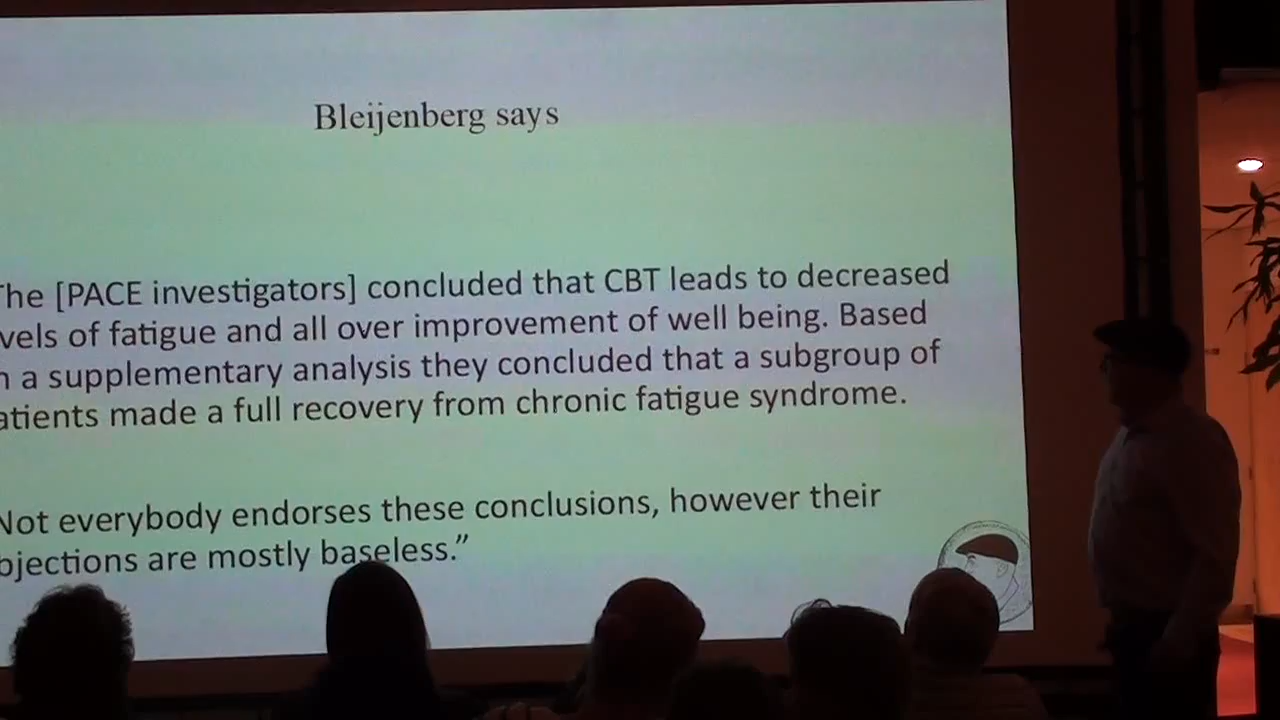 Bleijenberg says
The [PACE investigators] concluded that CBT leads to decreased
vels of fatigue and all over improvement of well being. Based
n a supplementary analysis they concluded that a subgroup of
atients made a full recovery from chronic fatigue syndrome.
Not everybody endorses these conclusions, however their
bjections are mostly baseless.”